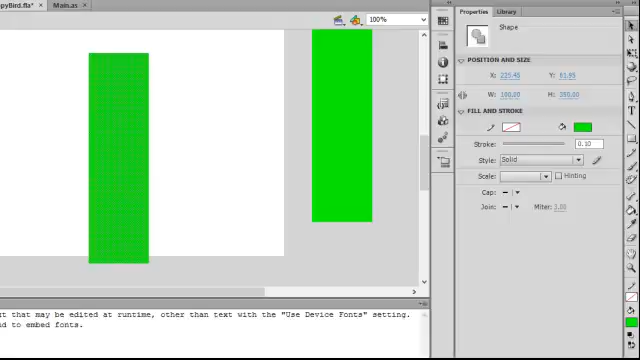 pyBird.fla* × Main.as ×
100%
Properties Library
Shape
POSITION AND SIZE
X: 225.45 Y: 61.95
W: 100.00 H: 350.00
FILL AND STROKE
Stroke: 0.10
Style: Solid
Scale: Hinting
Cap:
Join: Miter: 3.00
ut that may be edited at runtime, other than text with the "Use Device Fonts" setting.
d to embed fonts.